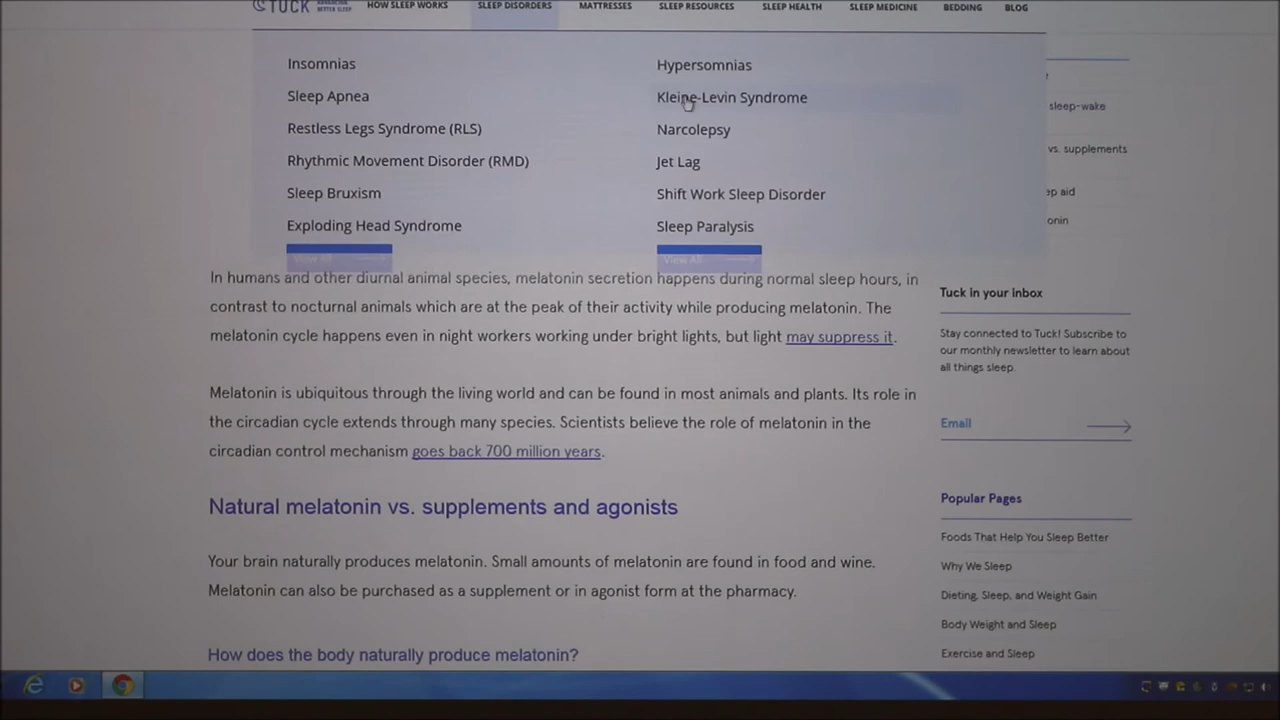 TUCK ADVANCING BETTER SLEEP HOW SLEEP WORKS SLEEP DISORDERS MATTRESSES SLEEP RESOURCES SLEEP HEALTH SLEEP MEDICINE BEDDING BLOG
Insomnias
Sleep Apnea
Restless Legs Syndrome (RLS)
Rhythmic Movement Disorder (RMD)
Sleep Bruxism
Exploding Head Syndrome
View All
Hypersomnias
Kleine-Levin Syndrome
Narcolepsy
Jet Lag
Shift Work Sleep Disorder
Sleep Paralysis
View All
sleep-wake
vs. supplements
aid
In humans and other diurnal animal species, melatonin secretion happens during normal sleep hours, in
contrast to nocturnal animals which are at the peak of their activity while producing melatonin. The
melatonin cycle happens even in night workers working under bright lights, but light may suppress it.
Melatonin is ubiquitous through the living world and can be found in most animals and plants. Its role in
the circadian cycle extends through many species. Scientists believe the role of melatonin in the
circadian control mechanism goes back 700 million years.
Natural melatonin vs. supplements and agonists
Your brain naturally produces melatonin. Small amounts of melatonin are found in food and wine.
Melatonin can also be purchased as a supplement or in agonist form at the pharmacy.
How does the body naturally produce melatonin?
Tuck in your inbox
Stay connected to Tuck! Subscribe to
our monthly newsletter to learn about
all things sleep.
Email
Popular Pages
Foods That Help You Sleep Better
Why We Sleep
Dieting, Sleep, and Weight Gain
Body Weight and Sleep
Exercise and Sleep